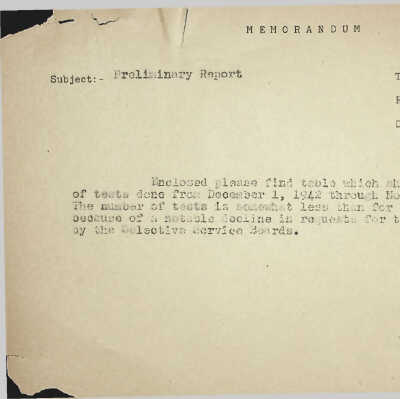 MEMORANDUM
Subject:- Preliminary Report
T
F
D
Enclosed please find table which sh
of tests done from December 1, 1942 through No
The number of tests is somewhat less than for
because of a notable decline in requests for t
by the Selective Service Boards.